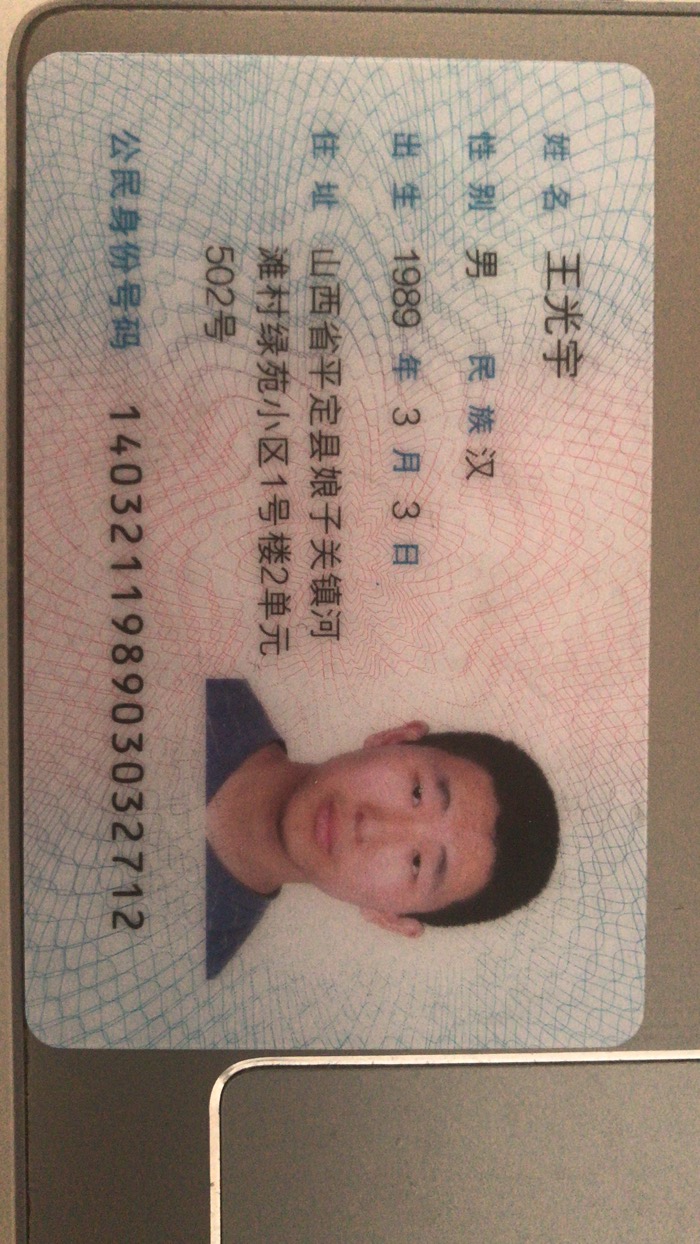 姓名 王光宇
性别 男 民族 汉
出生 1989 年 3 月 3 日
住址 山西省平定县娘子关镇河
滩村绿苑小区1号楼2单元
502号
公民身份号码 140321198903032712